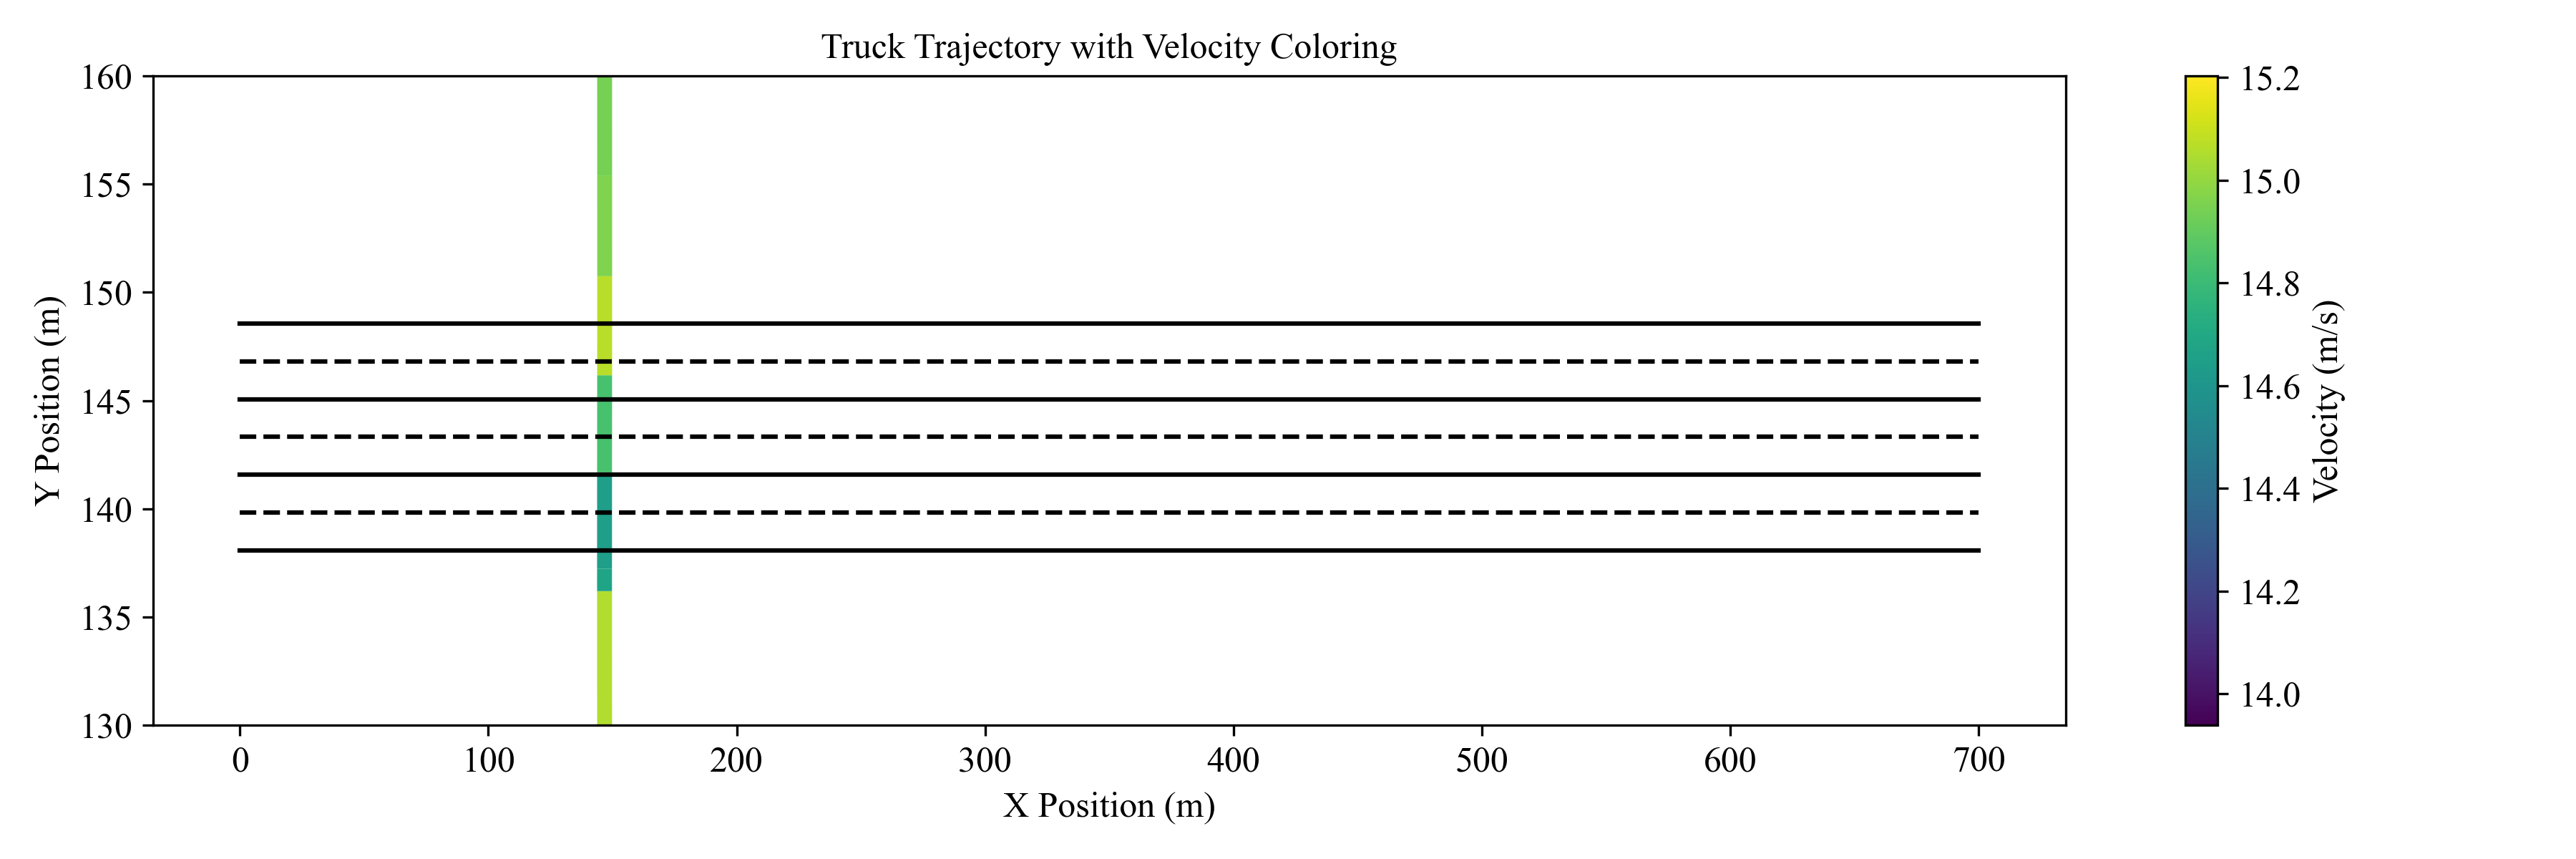 Truck Trajectory with Velocity Coloring
160
155
150
145
140
135
130
Y Position (m)
0 100 200 300 400 500 600 700
X Position (m)
15.2
15.0
14.8
14.6
14.4
14.2
14.0
Velocity (m/s)